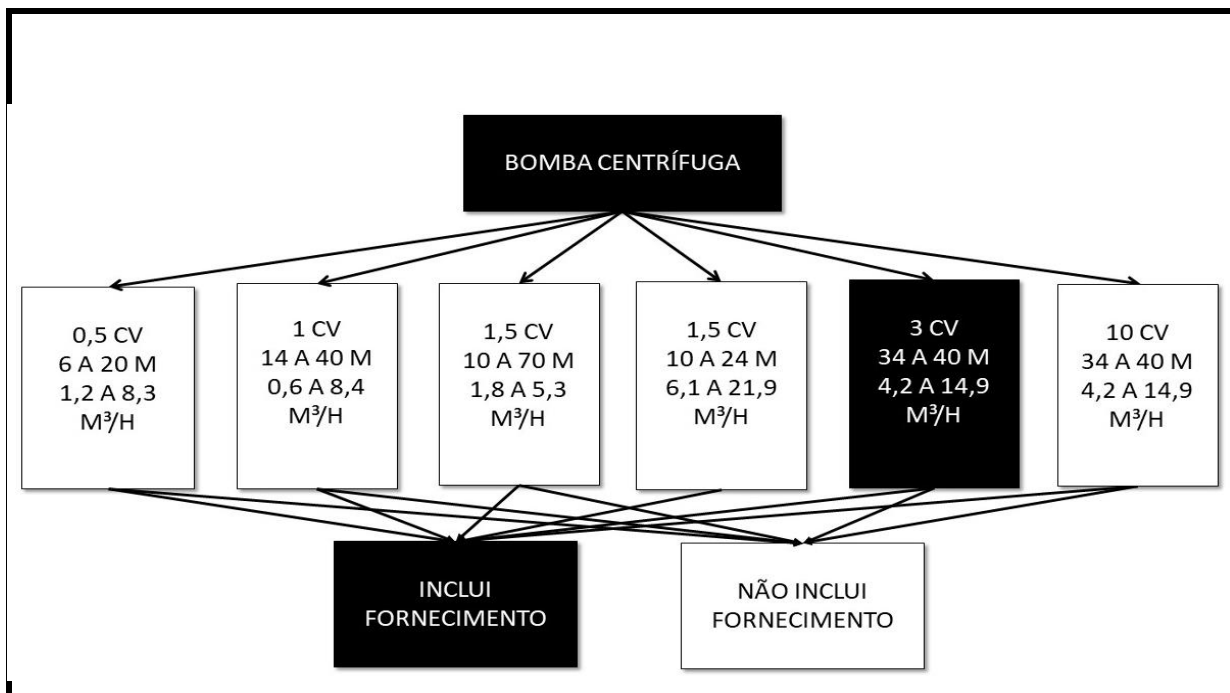 BOMBA CENTRÍFUGA
0,5 CV
6 A 20 M
1,2 A 8,3
M³/H
1 CV
14 A 40 M
0,6 A 8,4
M³/H
1,5 CV
10 A 70 M
1,8 A 5,3
M³/H
1,5 CV
10 A 24 M
6,1 A 21,9
M³/H
3 CV
34 A 40 M
4,2 A 14,9
M³/H
10 CV
34 A 40 M
4,2 A 14,9
M³/H
INCLUI
FORNECIMENTO
NÃO INCLUI
FORNECIMENTO